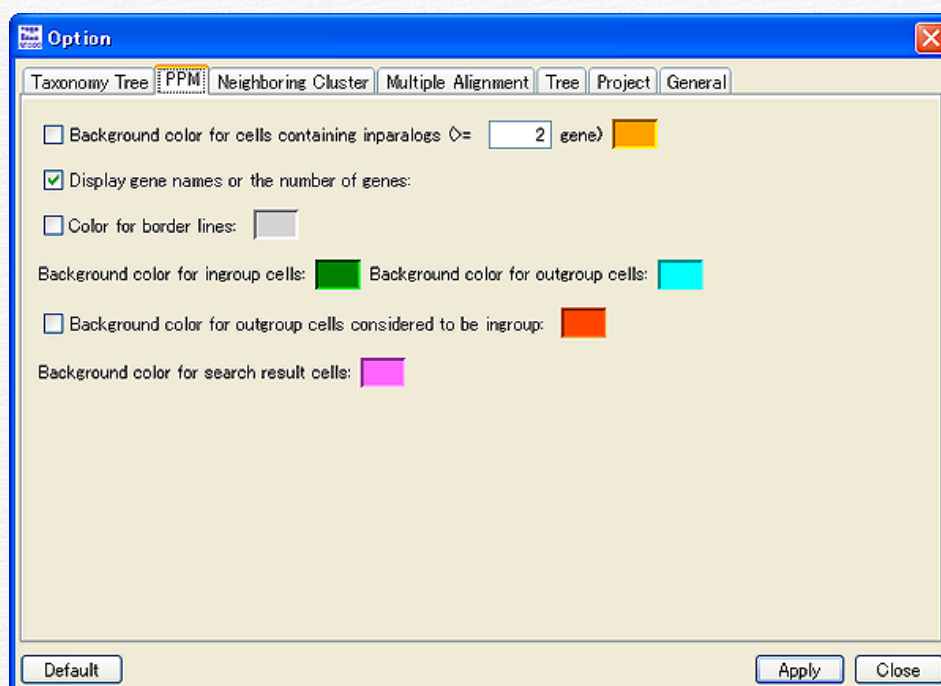 Option
Taxonomy Tree PPM Neighboring Cluster Multiple Alignment Tree Project General
Background color for cells containing inparalogs (>= 2 gene)
Display gene names or the number of genes:
Color for border lines:
Background color for ingroup cells: Background color for outgroup cells:
Background color for outgroup cells considered to be ingroup:
Background color for search result cells:
Default Apply Close